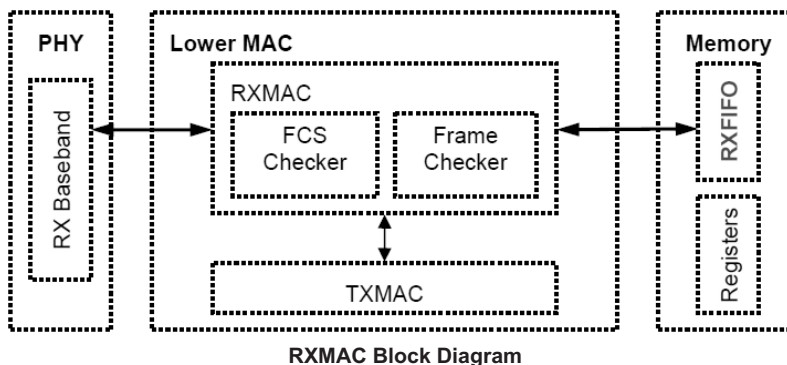 PHY
Lower MAC
Memory
RX Baseband
RXMAC
FCS
Checker
Frame
Checker
TXMAC
RXFIFO
Registers
RXMAC Block Diagram